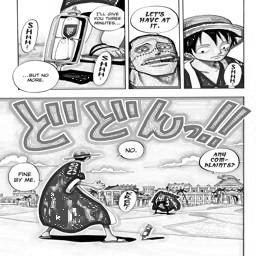 SHHH..
LET'S
HAVE AT
IT.
I'LL GIVE
YOU THREE
MINUTES...
SHHH..
SHHH..
...BUT NO
MORE.
どどんっ!!
ANY
COM-
PLAINTS?
NO.
FINE BY
ME.